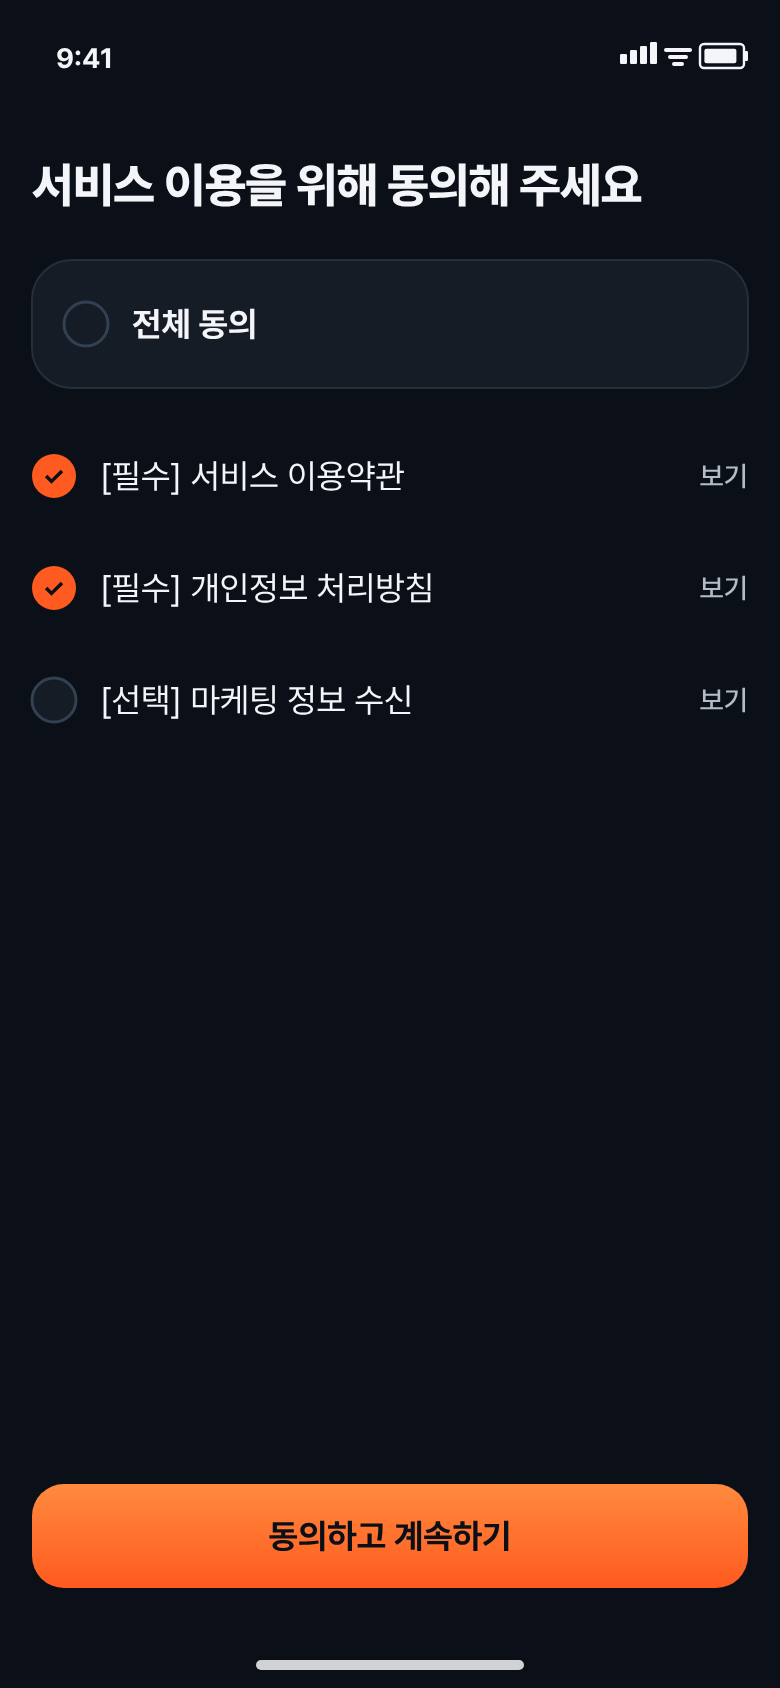 9:41
서비스 이용을 위해 동의해 주세요
전체 동의
[필수] 서비스 이용약관 보기
[필수] 개인정보 처리방침 보기
[선택] 마케팅 정보 수신 보기
동의하고 계속하기